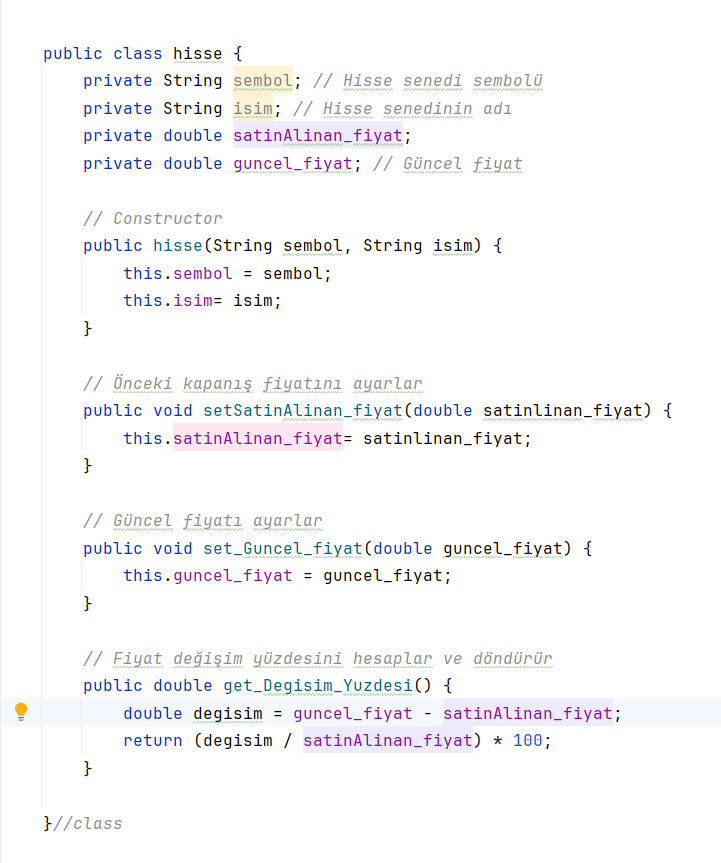 public class hisse {
    private String sembol; // Hisse senedi sembolü
    private String isim; // Hisse senedinin adı
    private double satinAlinan_fiyat;
    private double guncel_fiyat; // Güncel fiyat
    // Constructor
    public hisse(String sembol, String isim) {
        this.sembol = sembol;
        this.isim= isim;
    }
    // Önceki kapanış fiyatını ayarlar
    public void setSatinAlinan_fiyat(double satinlinan_fiyat) {
        this.satinAlinan_fiyat= satinlinan_fiyat;
    }
    // Güncel fiyatı ayarlar
    public void set_Guncel_fiyat(double guncel_fiyat) {
        this.guncel_fiyat = guncel_fiyat;
    }
    // Fiyat değişim yüzdesini hesaplar ve döndürür
    public double get_Degisim_Yuzdesi() {
        double degisim = guncel_fiyat - satinAlinan_fiyat;
        return (degisim / satinAlinan_fiyat) * 100;
    }
}//class